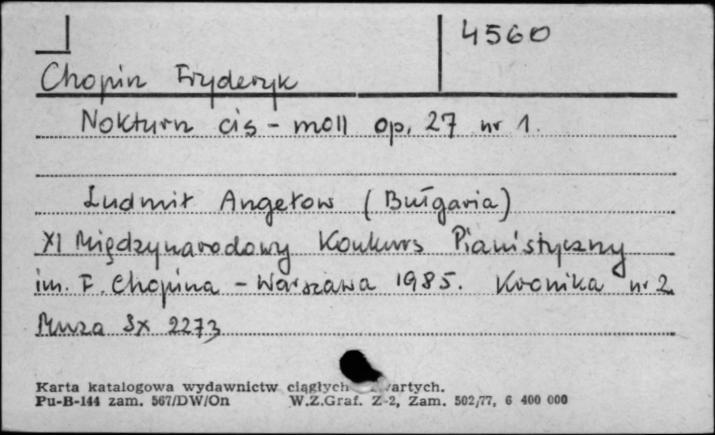 4560
Chopin Fryderyk
Nokturn cis-moll op. 27 nr 1.
Ludmił Angełow (Bułgaria)
XI Międzynarodowy Konkurs Pianistyczny
im. F. Chopina - Warszawa 1985. Kronika nr 2
Muza SX 2273
Karta katalogowa wydawnictw ciągłych
Pu-B-144 zam. 567/DW/On W.Z.Graf. Z-2, Zam. 502/77, 6 400 000